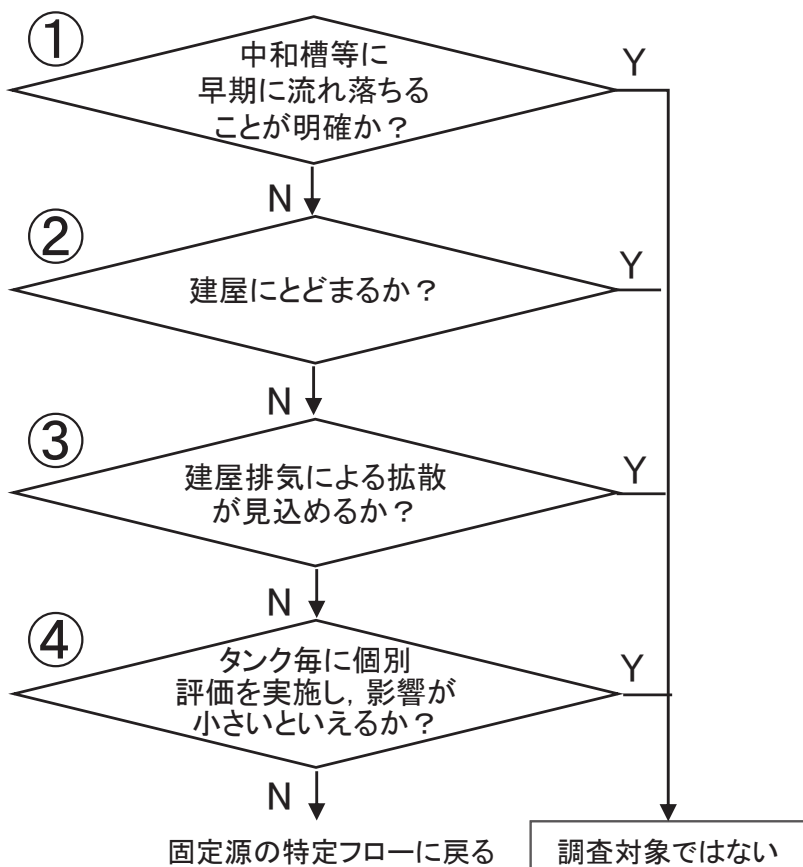 ①
中和槽等に
早期に流れ落ちる
ことが明確か？
Y
N
②
建屋にとどまるか？
Y
N
③
建屋排気による拡散
が見込めるか？
Y
N
④
タンク毎に個別
評価を実施し，影響が
小さいといえるか？
Y
N
固定源の特定フローに戻る
調査対象ではない